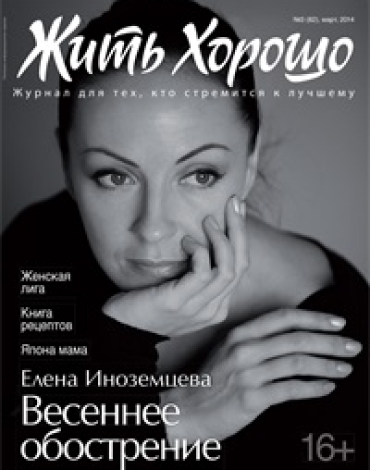 №3 (62), март, 2014
Жить Хорошо
Журнал для тех, кто стремится к лучшему
Женская
лига
Книга
рецептов
Япона мама
Елена Иноземцева
Весеннее
обострение
16+